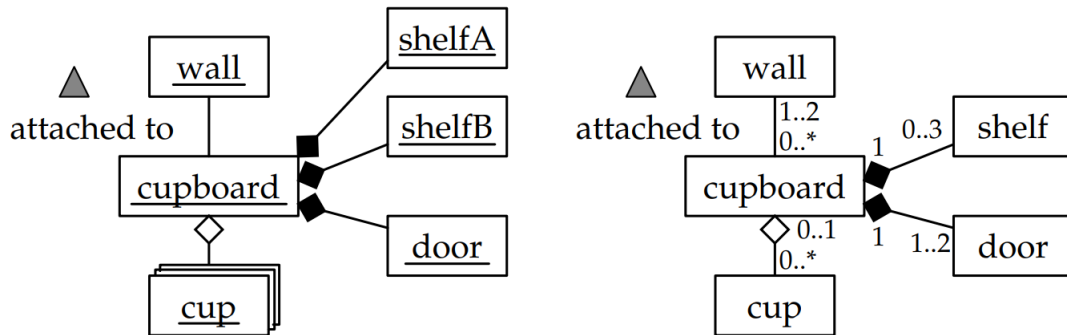 wall
shelfA
attached to
shelfB
cupboard
door
cup
wall
attached to
1..2
0..*
0..3
shelf
1
cupboard
0..1
1
1..2
door
0..*
cup